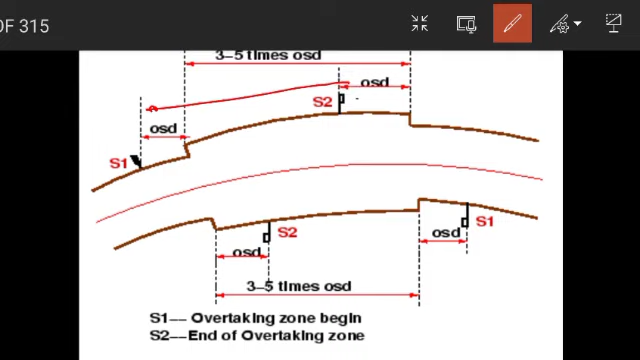 OF 315
3-5 times osd
osd
S2
osd
S1
S1
osd
S2
osd
3-5 times osd
S1-- Overtaking zone begin
S2--End of Overtaking zone